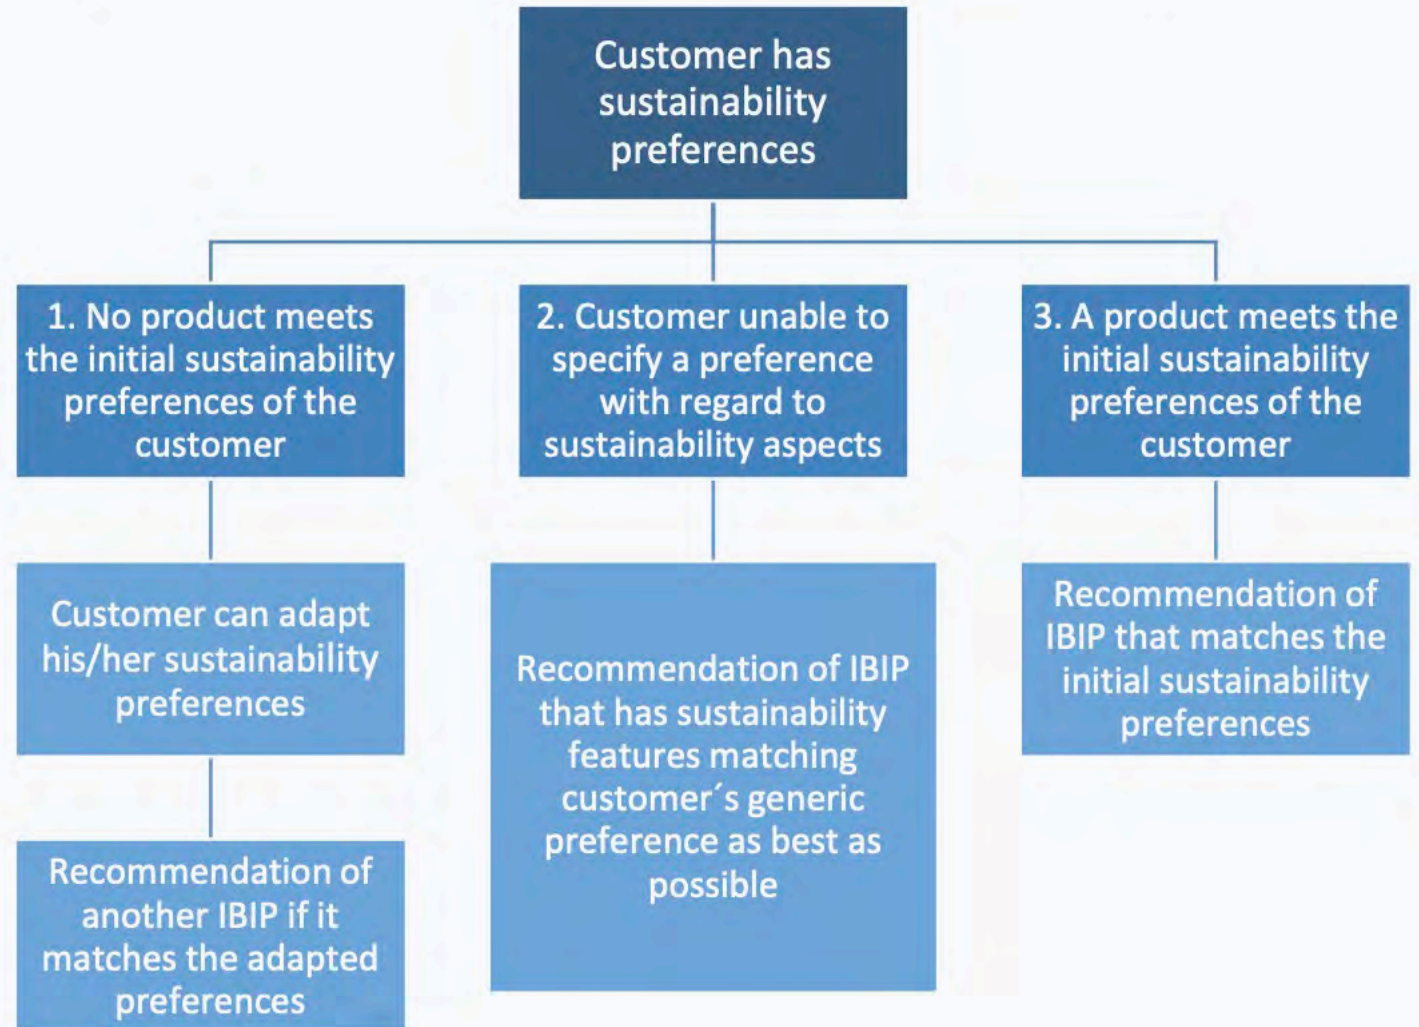 Customer has
sustainability
preferences
1. No product meets
the initial sustainability
preferences of the
customer
2. Customer unable to
specify a preference
with regard to
sustainability aspects
3. A product meets the
initial sustainability
preferences of the
customer
Customer can adapt
his/her sustainability
preferences
Recommendation of IBIP
that has sustainability
features matching
customer´s generic
preference as best as
possible
Recommendation of
IBIP that matches the
initial sustainability
preferences
Recommendation of
another IBIP if it
matches the adapted
preferences